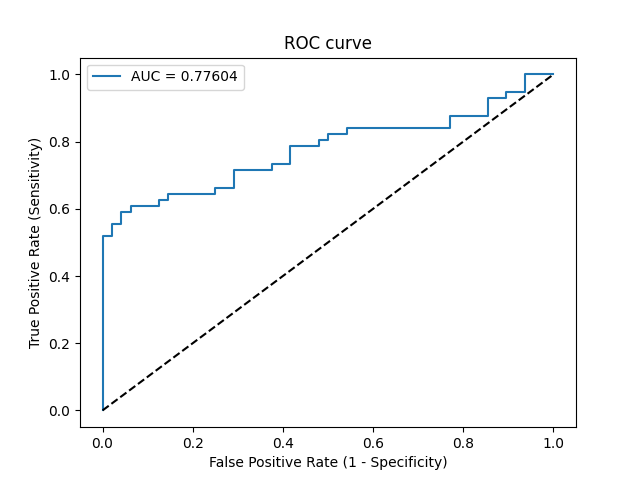 ROC curve
AUC = 0.77604
True Positive Rate (Sensitivity)
1.0
0.8
0.6
0.4
0.2
0.0
0.0 0.2 0.4 0.6 0.8 1.0
False Positive Rate (1 - Specificity)